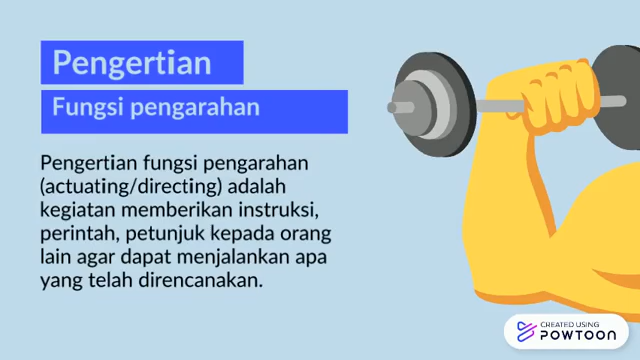 Pengertian
Fungsi pengarahan
Pengertian fungsi pengarahan
(actuating/directing) adalah
kegiatan memberikan instruksi,
perintah, petunjuk kepada orang
lain agar dapat menjalankan apa
yang telah direncanakan.
CREATED USING
POWTOON